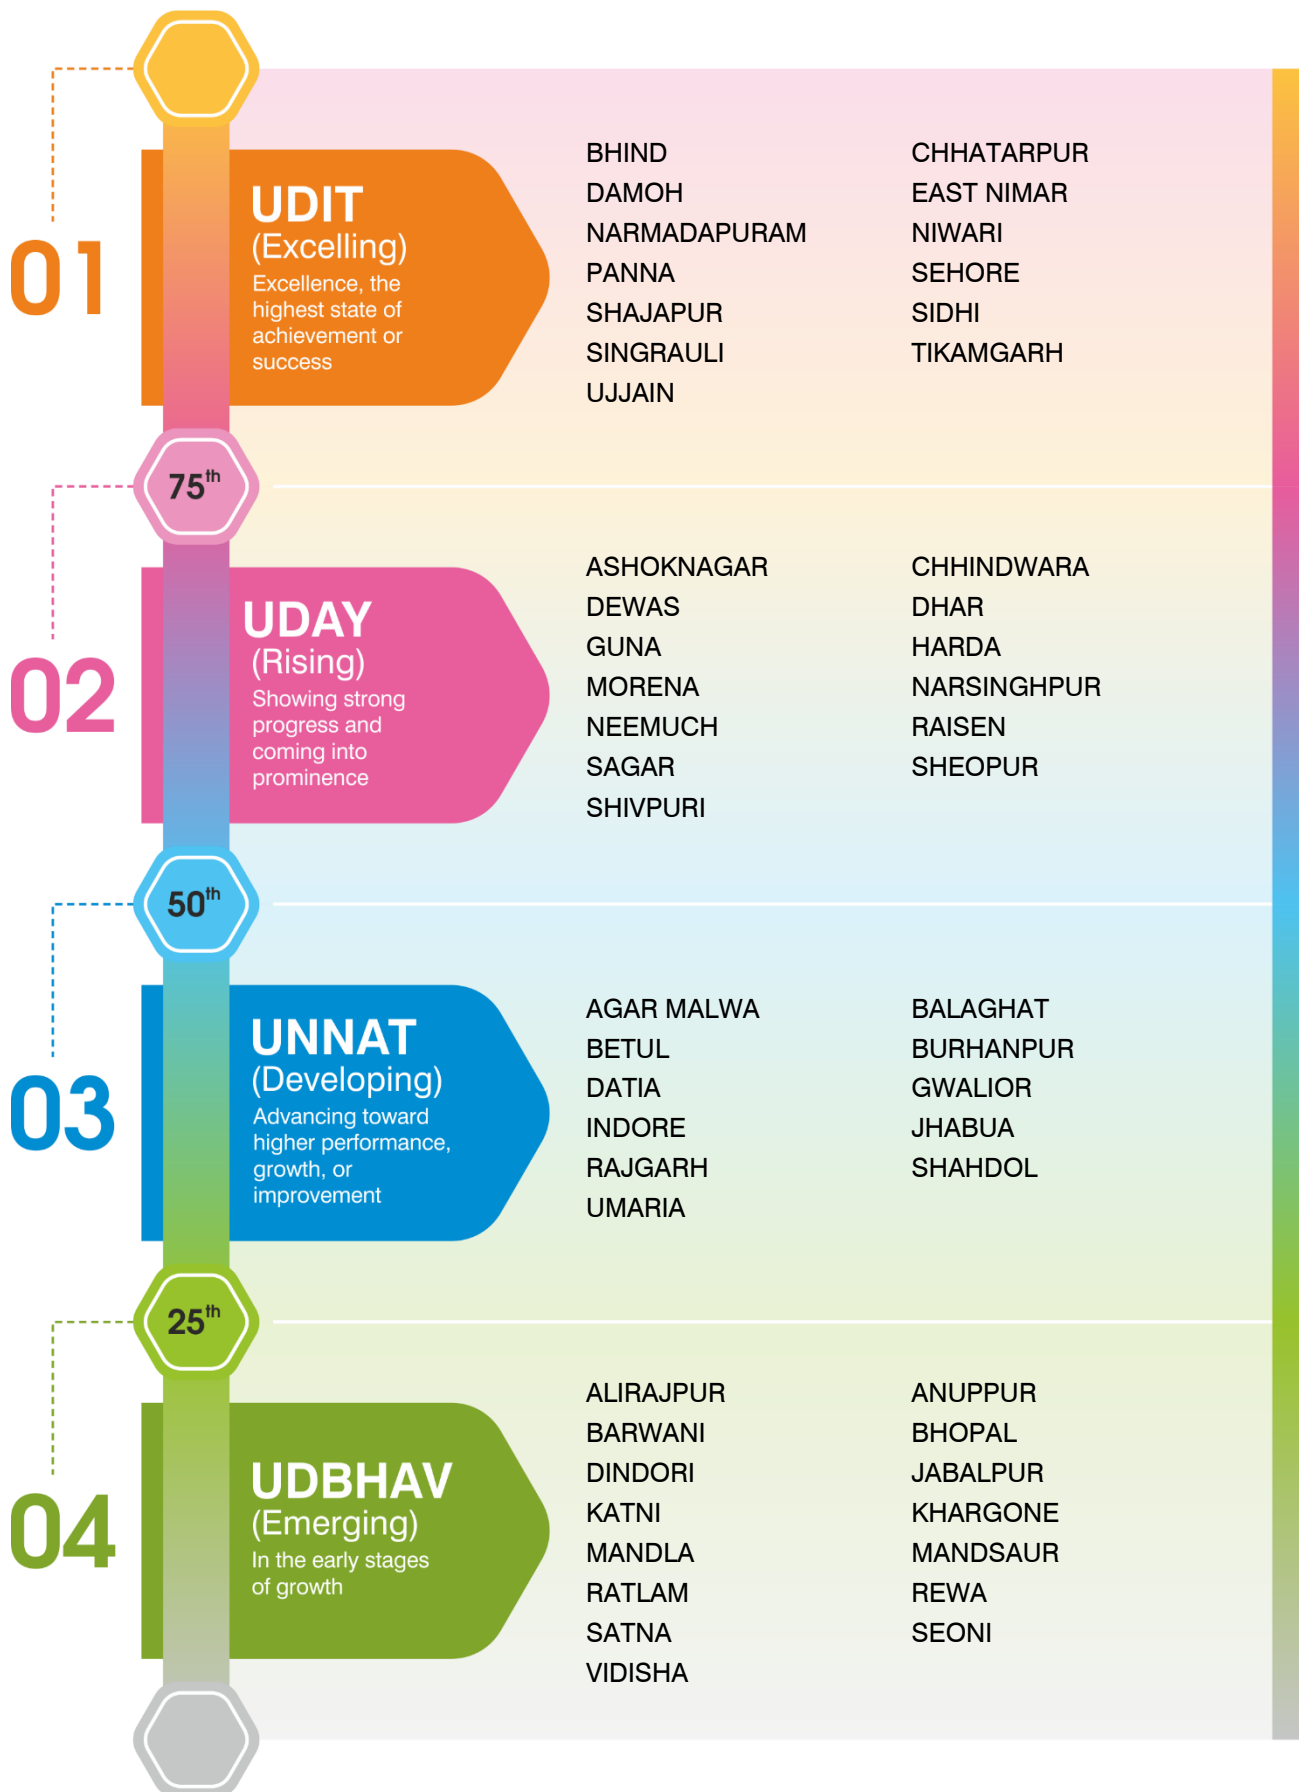 01
UDIT
(Excelling)
Excellence, the
highest state of
achievement or
success
BHIND CHHATARPUR
DAMOH EAST NIMAR
NARMADAPURAM NIWARI
PANNA SEHORE
SHAJAPUR SIDHI
SINGRAULI TIKAMGARH
UJJAIN
75th
02
UDAY
(Rising)
Showing strong
progress and
coming into
prominence
ASHOKNAGAR CHHINDWARA
DEWAS DHAR
GUNA HARDA
MORENA NARSINGHPUR
NEEMUCH RAISEN
SAGAR SHEOPUR
SHIVPURI
50th
03
UNNAT
(Developing)
Advancing toward
higher performance,
growth, or
improvement
AGAR MALWA BALAGHAT
BETUL BURHANPUR
DATIA GWALIOR
INDORE JHABUA
RAJGARH SHAHDOL
UMARIA
25th
04
UDBHAV
(Emerging)
In the early stages
of growth
ALIRAJPUR ANUPPUR
BARWANI BHOPAL
DINDORI JABALPUR
KATNI KHARGONE
MANDLA MANDSAUR
RATLAM REWA
SATNA SEONI
VIDISHA